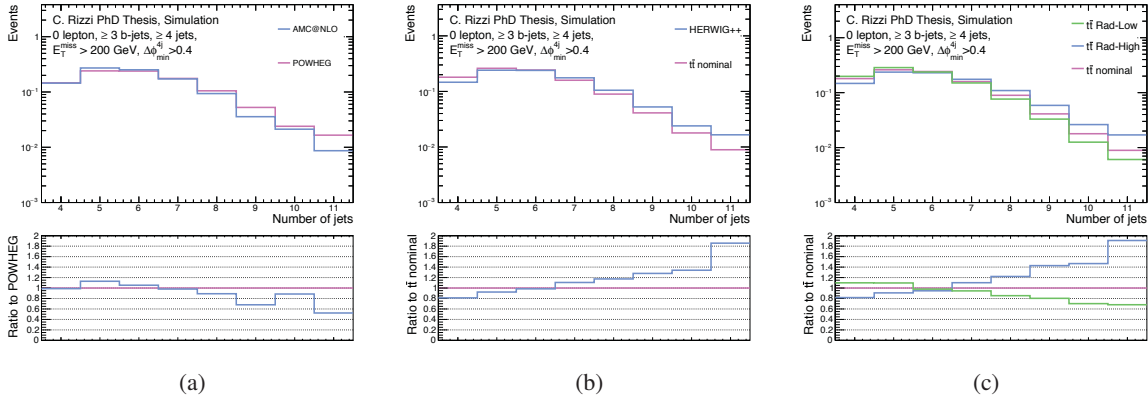 Events
C. Rizzi PhD Thesis, Simulation
0 lepton, ≥ 3 b-jets, ≥ 4 jets,
E_T^miss > 200 GeV, Δφ_min^4j >0.4
AMC@NLO
POWHEG
1
10⁻¹
10⁻²
10⁻³
4 5 6 7 8 9 10 11
Number of jets
Ratio to POWHEG
2
1.8
1.6
1.4
1.2
1
0.8
0.6
0.4
0.2
0
(a)
Events
C. Rizzi PhD Thesis, Simulation
0 lepton, ≥ 3 b-jets, ≥ 4 jets,
E_T^miss > 200 GeV, Δφ_min^4j >0.4
HERWIG++
tt̄ nominal
1
10⁻¹
10⁻²
10⁻³
4 5 6 7 8 9 10 11
Number of jets
Ratio to tt̄ nominal
2
1.8
1.6
1.4
1.2
1
0.8
0.6
0.4
0.2
0
(b)
Events
C. Rizzi PhD Thesis, Simulation
0 lepton, ≥ 3 b-jets, ≥ 4 jets,
E_T^miss > 200 GeV, Δφ_min^4j >0.4
tt̄ Rad-Low
tt̄ Rad-High
tt̄ nominal
1
10⁻¹
10⁻²
10⁻³
4 5 6 7 8 9 10 11
Number of jets
Ratio to tt̄ nominal
2
1.8
1.6
1.4
1.2
1
0.8
0.6
0.4
0.2
0
(c)